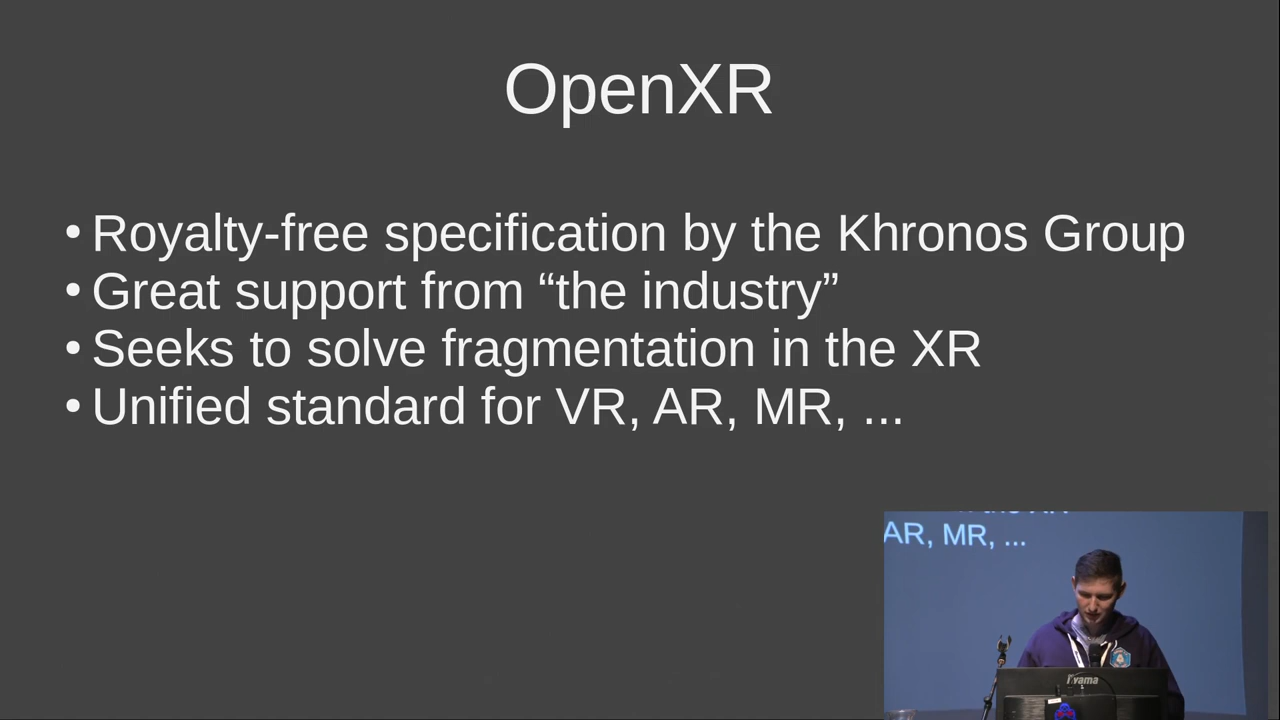 OpenXR
• Royalty-free specification by the Khronos Group
• Great support from “the industry”
• Seeks to solve fragmentation in the XR
• Unified standard for VR, AR, MR, ...
AR, MR, ...
iiyama